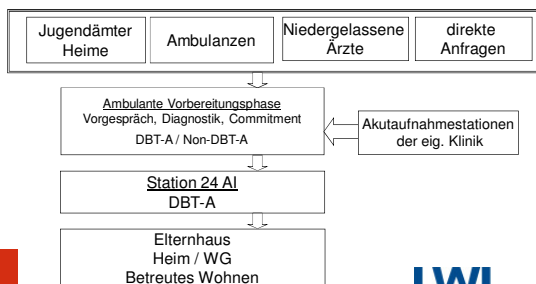 Jugendämter
Heime
Ambulanzen
Niedergelassene
Ärzte
direkte
Anfragen
Ambulante Vorbereitungsphase
Vorgespräch, Diagnostik, Commitment
DBT-A / Non-DBT-A
Akutaufnahmestationen
der eig. Klinik
Station 24 AI
DBT-A
Elternhaus
Heim / WG
Betreutes Wohnen
LWL